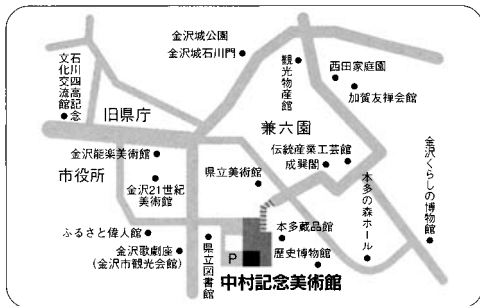 金沢城公園
金沢城石川門
石川四高記念
文化交流館
観光物産館
西田家庭園
加賀友禅会館
旧県庁
兼六園
金沢能楽美術館
伝統産業工芸館
成巽閣
市役所
金沢21世紀
美術館
県立美術館
本多の森ホール
金沢くらしの博物館
ふるさと偉人館
本多蔵品館
金沢歌劇座
(金沢市観光会館)
県立図書館
P
歴史博物館
中村記念美術館